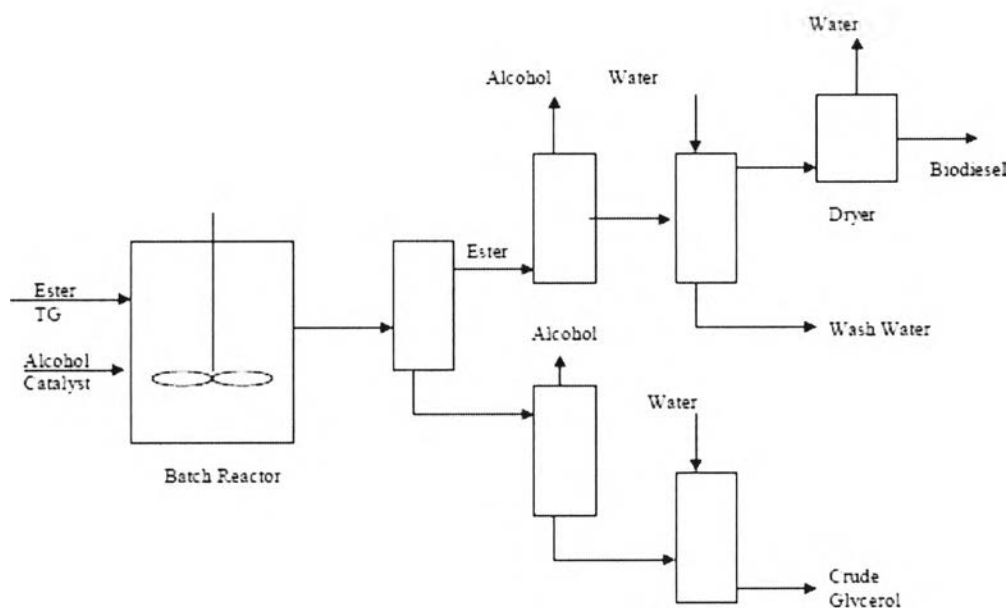 Water
Alcohol
Water
Biodiesel
Dryer
Ester
Ester
TG
Wash Water
Alcohol
Alcohol
Catalyst
Water
Batch Reactor
Crude
Glycerol